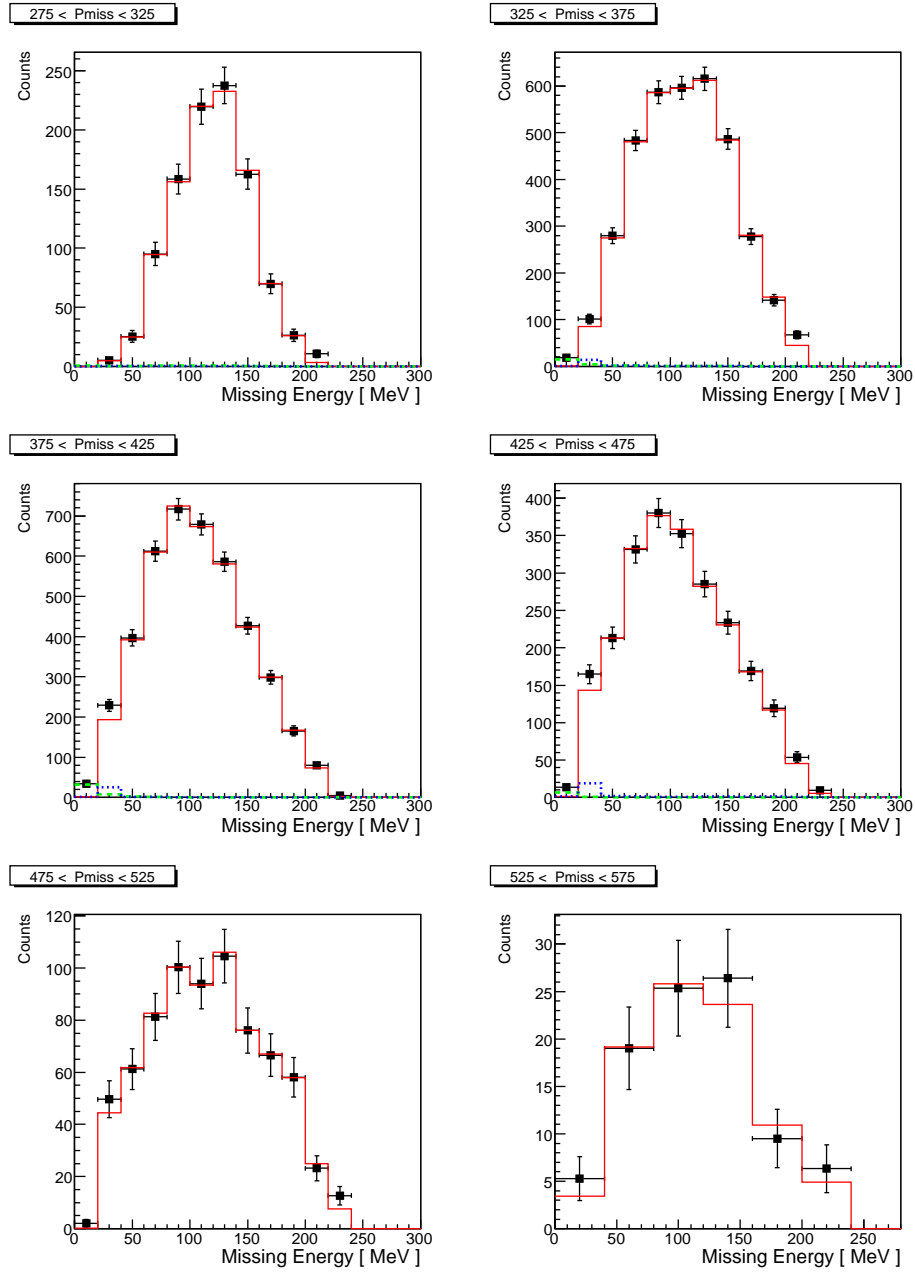 275 < Pmiss < 325
Counts
250
200
150
100
50
0
0 50 100 150 200 250 300
Missing Energy [ MeV ]
325 < Pmiss < 375
Counts
600
500
400
300
200
100
0
0 50 100 150 200 250 300
Missing Energy [ MeV ]
375 < Pmiss < 425
Counts
700
600
500
400
300
200
100
0
0 50 100 150 200 250 300
Missing Energy [ MeV ]
425 < Pmiss < 475
Counts
400
350
300
250
200
150
100
50
0
0 50 100 150 200 250 300
Missing Energy [ MeV ]
475 < Pmiss < 525
Counts
120
100
80
60
40
20
0
0 50 100 150 200 250 300
Missing Energy [ MeV ]
525 < Pmiss < 575
Counts
30
25
20
15
10
5
0
0 50 100 150 200 250
Missing Energy [ MeV ]